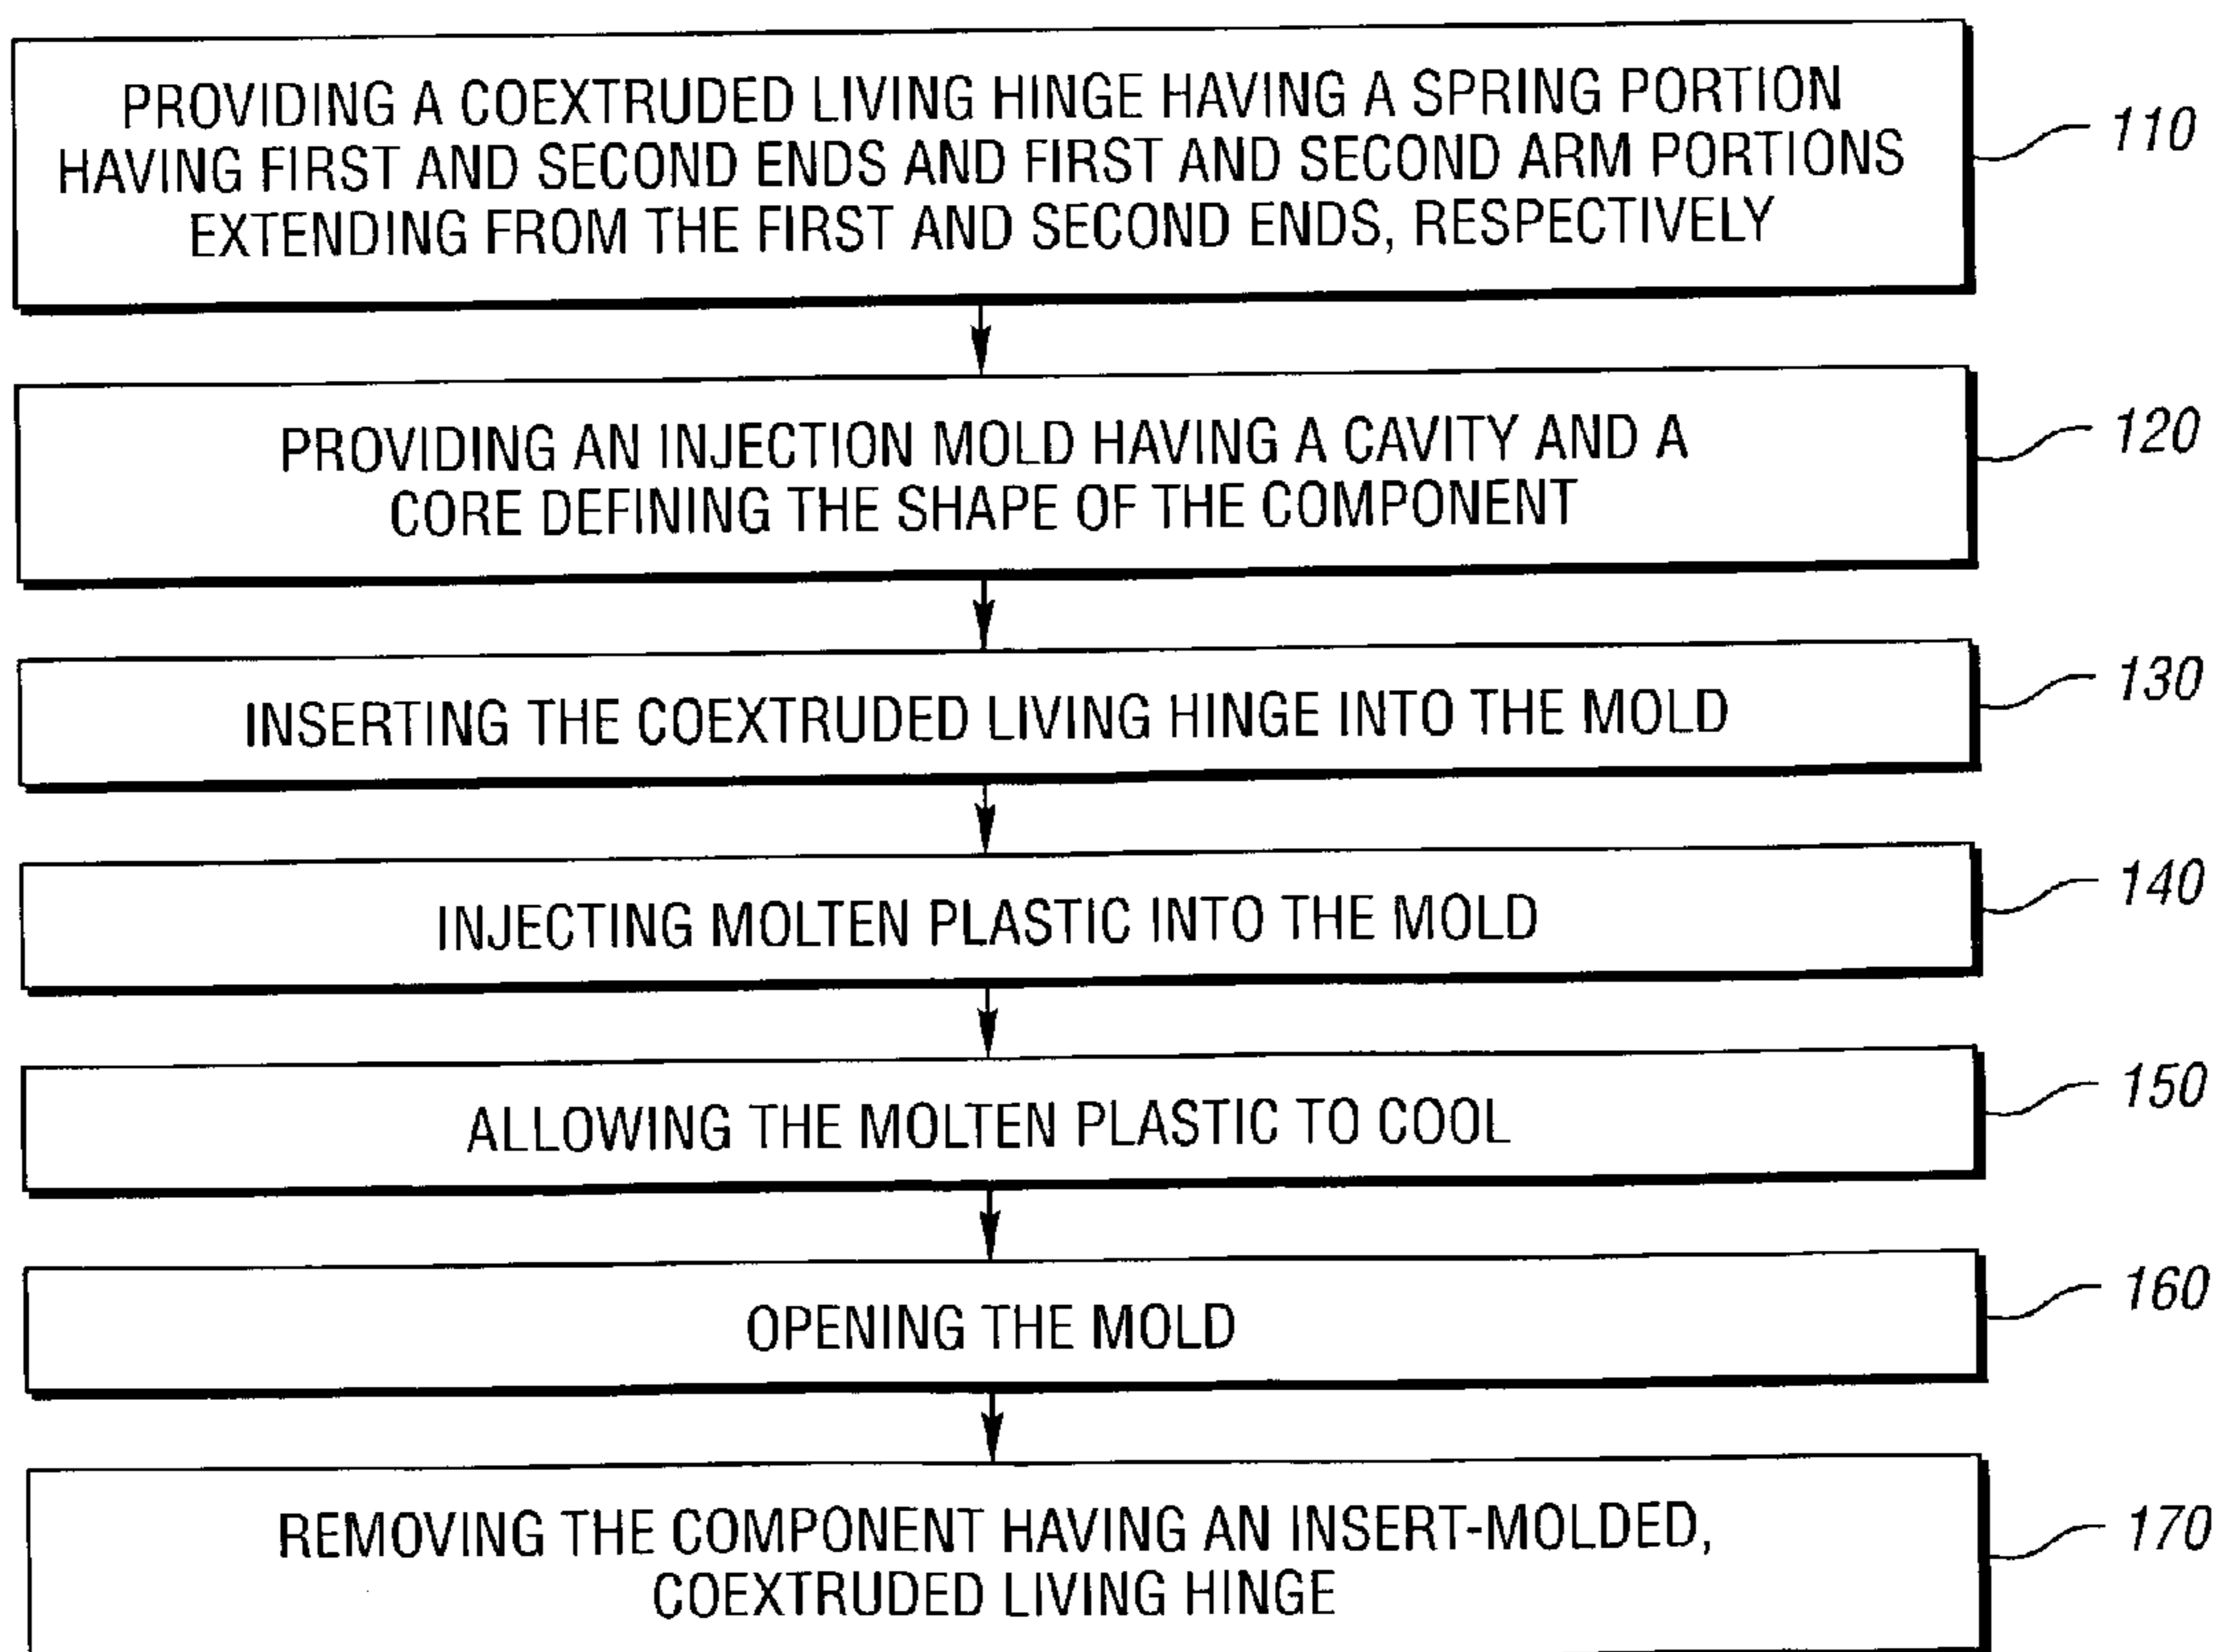 PROVIDING A COEXTRUDED LIVING HINGE HAVING A SPRING PORTION
HAVING FIRST AND SECOND ENDS AND FIRST AND SECOND ARM PORTIONS
EXTENDING FROM THE FIRST AND SECOND ENDS, RESPECTIVELY
110
PROVIDING AN INJECTION MOLD HAVING A CAVITY AND A
CORE DEFINING THE SHAPE OF THE COMPONENT
120
INSERTING THE COEXTRUDED LIVING HINGE INTO THE MOLD
130
INJECTING MOLTEN PLASTIC INTO THE MOLD
140
ALLOWING THE MOLTEN PLASTIC TO COOL
150
OPENING THE MOLD
160
REMOVING THE COMPONENT HAVING AN INSERT-MOLDED,
COEXTRUDED LIVING HINGE
170